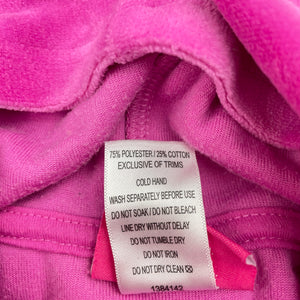 75% POLYESTER / 25% COTTON
EXCLUSIVE OF TRIMS
COLD HAND
WASH SEPARATELY BEFORE USE
DO NOT SOAK / DO NOT BLEACH
LINE DRY WITHOUT DELAY
DO NOT TUMBLE DRY
DO NOT IRON
DO NOT DRY CLEAN
1384142